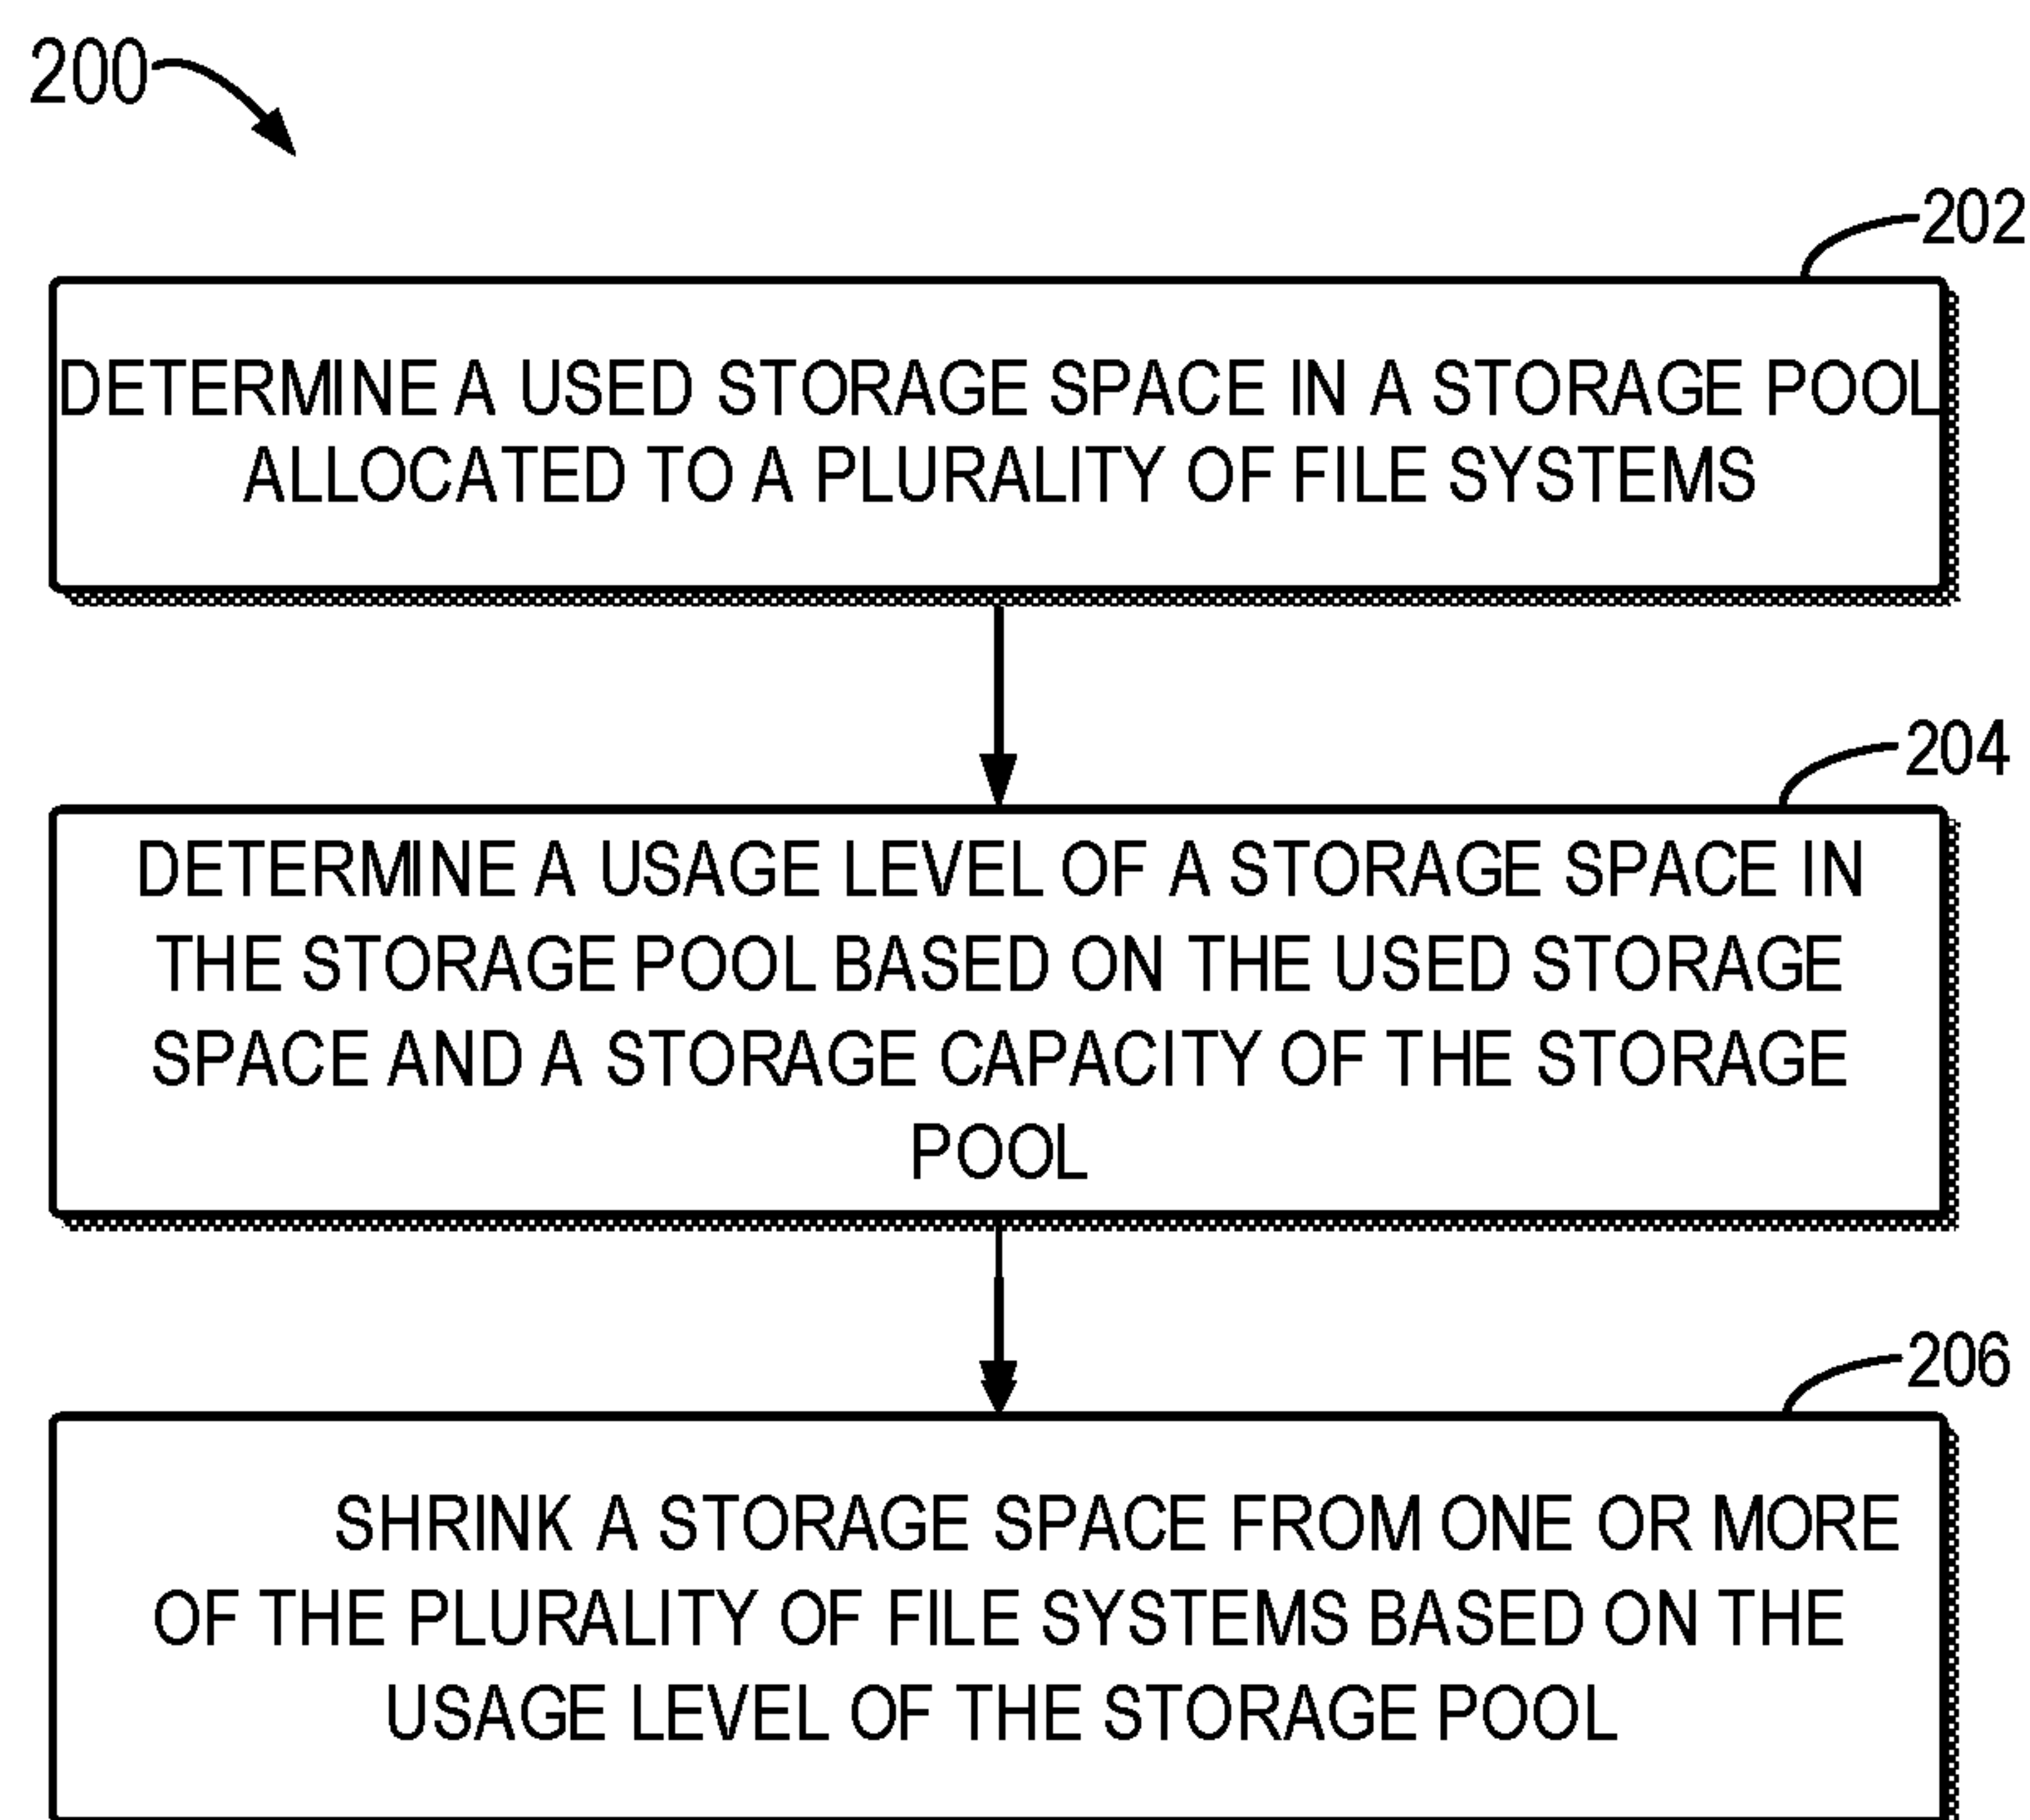 200
202
DETERMINE A USED STORAGE SPACE IN A STORAGE POOL
ALLOCATED TO A PLURALITY OF FILE SYSTEMS
204
DETERMINE A USAGE LEVEL OF A STORAGE SPACE IN
THE STORAGE POOL BASED ON THE USED STORAGE
SPACE AND A STORAGE CAPACITY OF THE STORAGE
POOL
206
SHRINK A STORAGE SPACE FROM ONE OR MORE
OF THE PLURALITY OF FILE SYSTEMS BASED ON THE
USAGE LEVEL OF THE STORAGE POOL